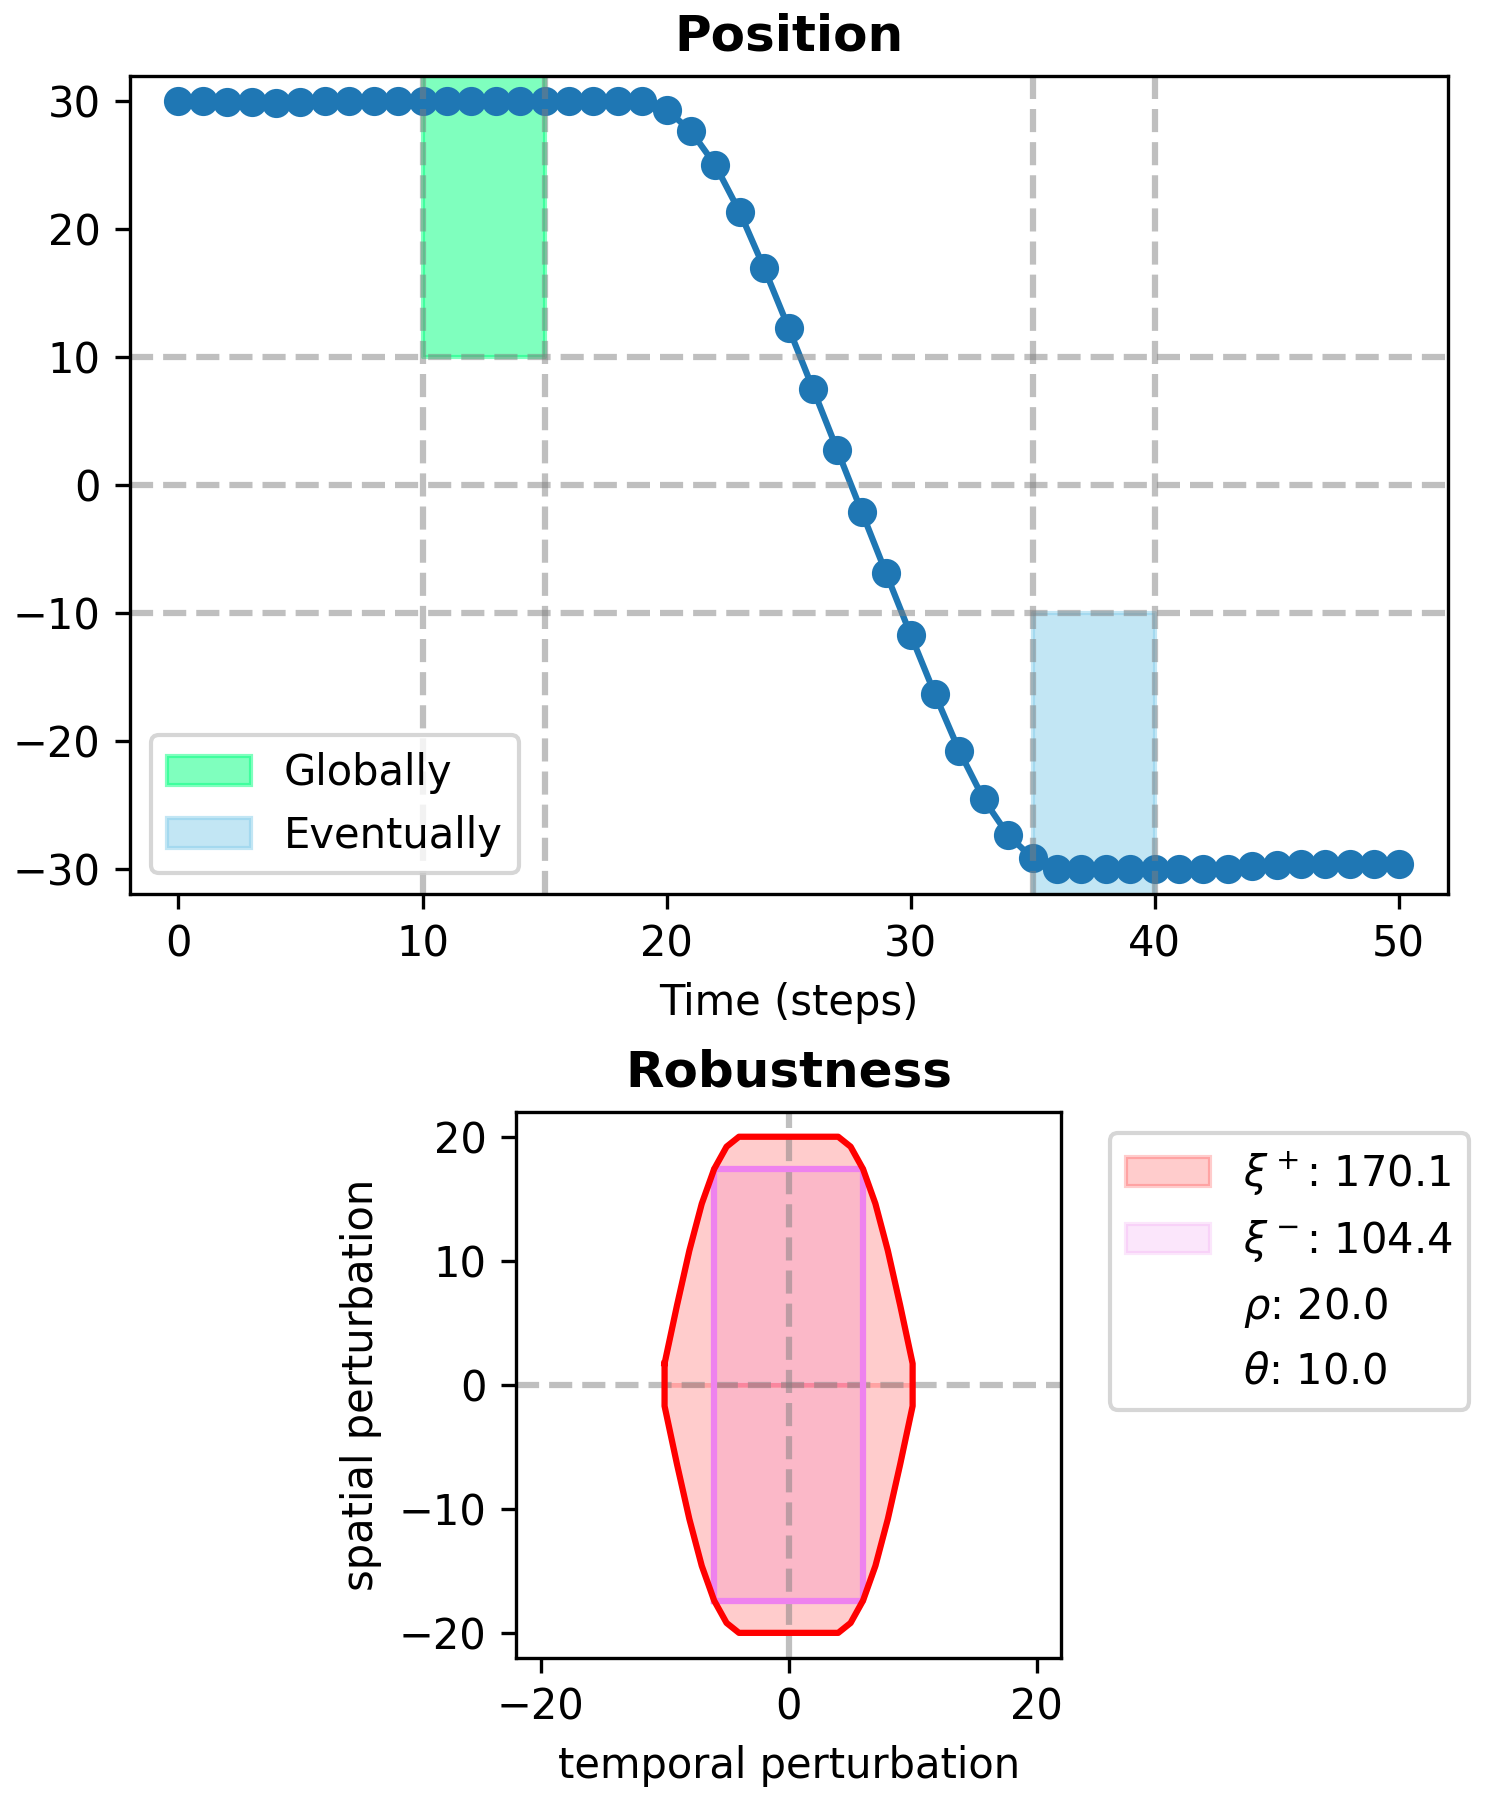 Position
30
20
10
0
−10
−20
−30
Globally
Eventually
0 10 20 30 40 50
Time (steps)
Robustness
20
10
0
−10
−20
spatial perturbation
−20 0 20
temporal perturbation
ξ⁺: 170.1
ξ⁻: 104.4
ρ: 20.0
θ: 10.0